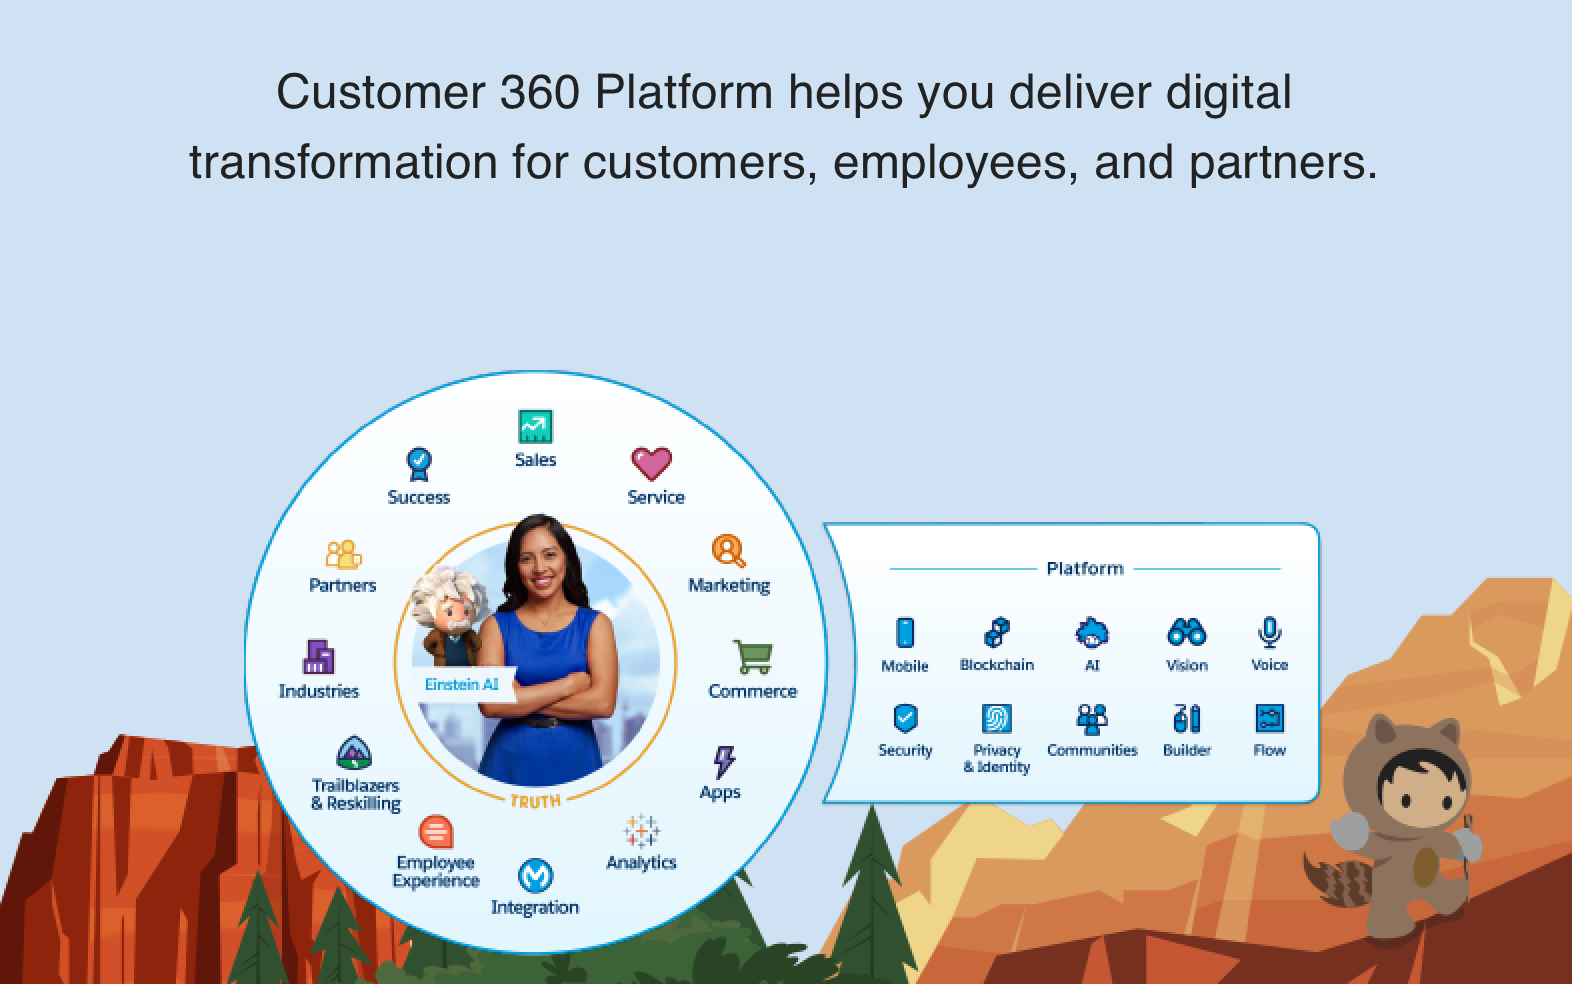 Customer 360 Platform helps you deliver digital
transformation for customers, employees, and partners.
Sales
Success
Service
Partners
Marketing
Einstein AI
Industries
Commerce
Trailblazers
& Reskilling
Apps
TRUTH
Employee
Experience
Analytics
Integration
Platform
Mobile
Blockchain
AI
Vision
Voice
Security
Privacy
& Identity
Communities
Builder
Flow